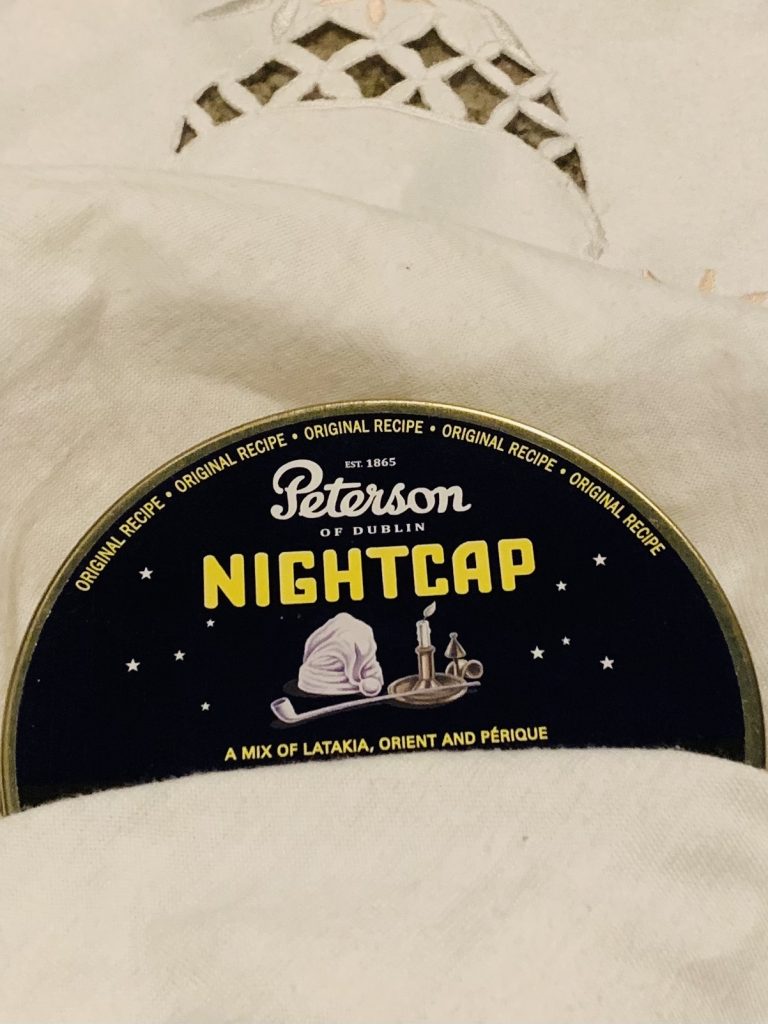 ORIGINAL RECIPE • ORIGINAL RECIPE • ORIGINAL RECIPE • ORIGINAL RECIPE • ORIGINAL RECIPE
EST. 1865
Peterson
OF DUBLIN
NIGHTCAP
A MIX OF LATAKIA, ORIENT AND PÉRIQUE